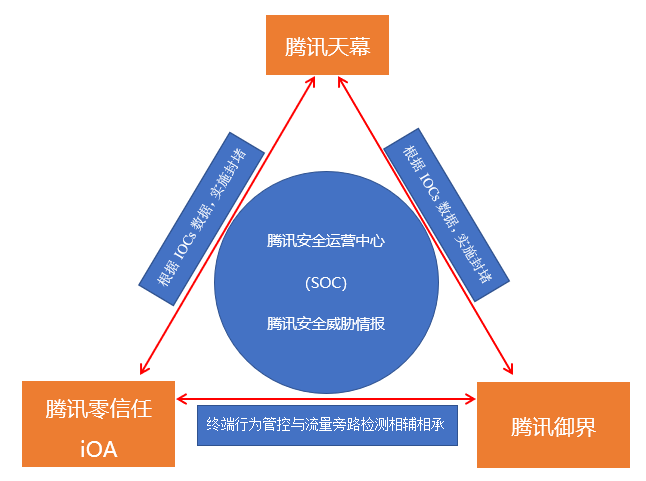 腾讯天幕
根据 IOCs 数据，实施封堵
根据 IOCs 数据，实施封堵
腾讯安全运营中心
(SOC)
腾讯安全威胁情报
腾讯零信任
iOA
终端行为管控与流量旁路检测相辅相承
腾讯御界